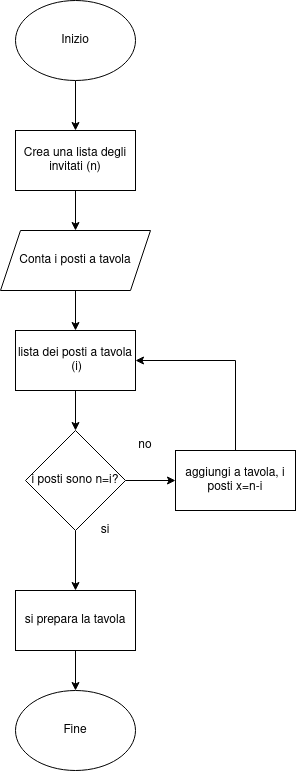 Inizio
Crea una lista degli
invitati (n)
Conta i posti a tavola
lista dei posti a tavola
(i)
no
i posti sono n=i?
aggiungi a tavola, i
posti x=n-i
si
si prepara la tavola
Fine